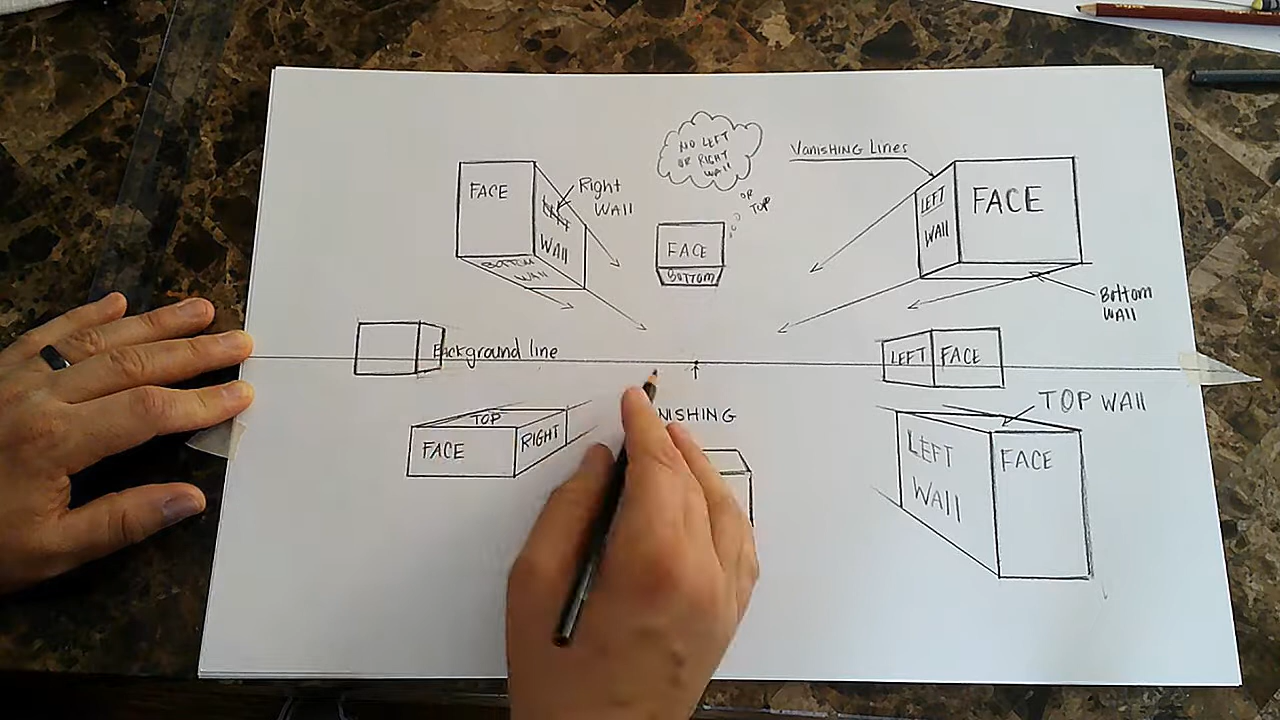 NO LEFT
OR RIGHT
WALL
OR
TOP
Vanishing Lines
FACE
Right
WAll
WAll
BOTTOM
WALL
FACE
BOTTOM
LEFT
WALL
FACE
BOttom
WAll
Background line
LEFT
FACE
NISHING
TOP
FACE
RIGHT
TOP WAll
LEFT
WALL
FACE